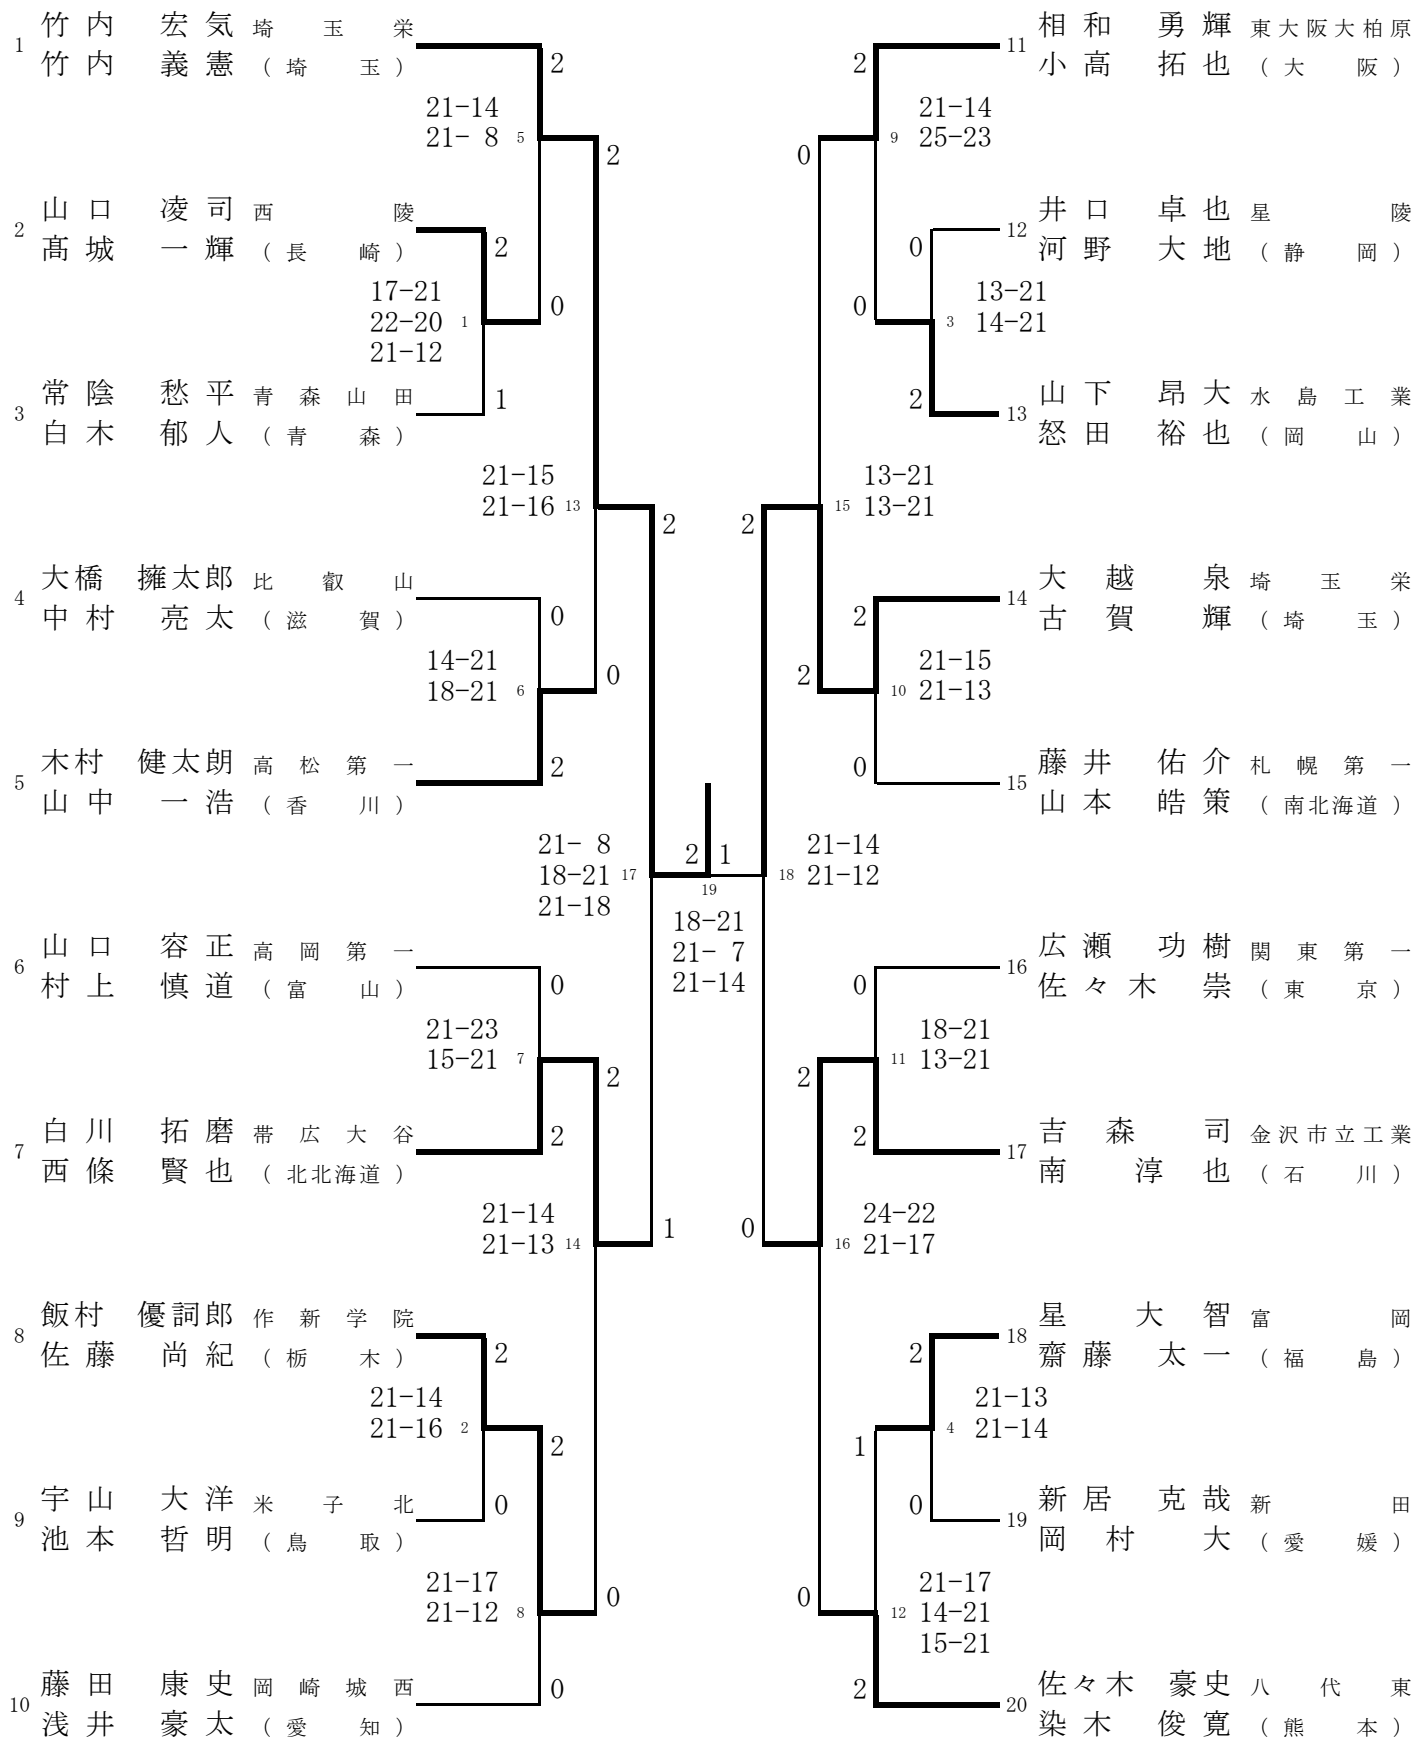 1 竹内 宏気 埼玉栄
竹内 義憲 (埼玉)
2
21-14
21- 8 5
2
2 山口 凌司 西陵
髙城 一輝 (長崎)
2
17-21
22-20 1
21-12
0
3 常陰 愁平 青森山田
白木 郁人 (青森)
1
21-15
21-16 13
2
4 大橋 擁太郎 比叡山
中村 亮太 (滋賀)
0
14-21
18-21 6
0
5 木村 健太朗 高松第一
山中 一浩 (香川)
2
21- 8
18-21 17
21-18
2 1
19
18-21
21- 7
21-14
6 山口 容正 高岡第一
村上 慎道 (富山)
0
21-23
15-21 7
2
7 白川 拓磨 帯広大谷
西條 賢也 (北北海道)
2
21-14
21-13 14
1
8 飯村 優詞郎 作新学院
佐藤 尚紀 (栃木)
2
21-14
21-16 2
2
9 宇山 大洋 米子北
池本 哲明 (鳥取)
0
21-17
21-12 8
0
10 藤田 康史 岡崎城西
浅井 豪太 (愛知)
0
11 相和 勇輝 東大阪大柏原
小高 拓也 (大阪)
2
21-14
9 25-23
0
12 井口 卓也 星陵
河野 大地 (静岡)
0
13-21
3 14-21
0
13 山下 昂大 水島工業
怒田 裕也 (岡山)
2
13-21
15 13-21
2
14 大越 泉 埼玉栄
古賀 輝 (埼玉)
2
21-15
10 21-13
2
15 藤井 佑介 札幌第一
山本 皓策 (南北海道)
0
21-14
18 21-12
16 広瀬 功樹 関東第一
佐々木 崇 (東京)
0
18-21
11 13-21
2
17 吉森 司 金沢市立工業
南 淳也 (石川)
2
24-22
16 21-17
0
18 星 大智 富岡
齋藤 太一 (福島)
2
21-13
4 21-14
1
19 新居 克哉 新田
岡村 大 (愛媛)
0
21-17
12 14-21
15-21
0
20 佐々木 豪史 八代東
染木 俊寛 (熊本)
2